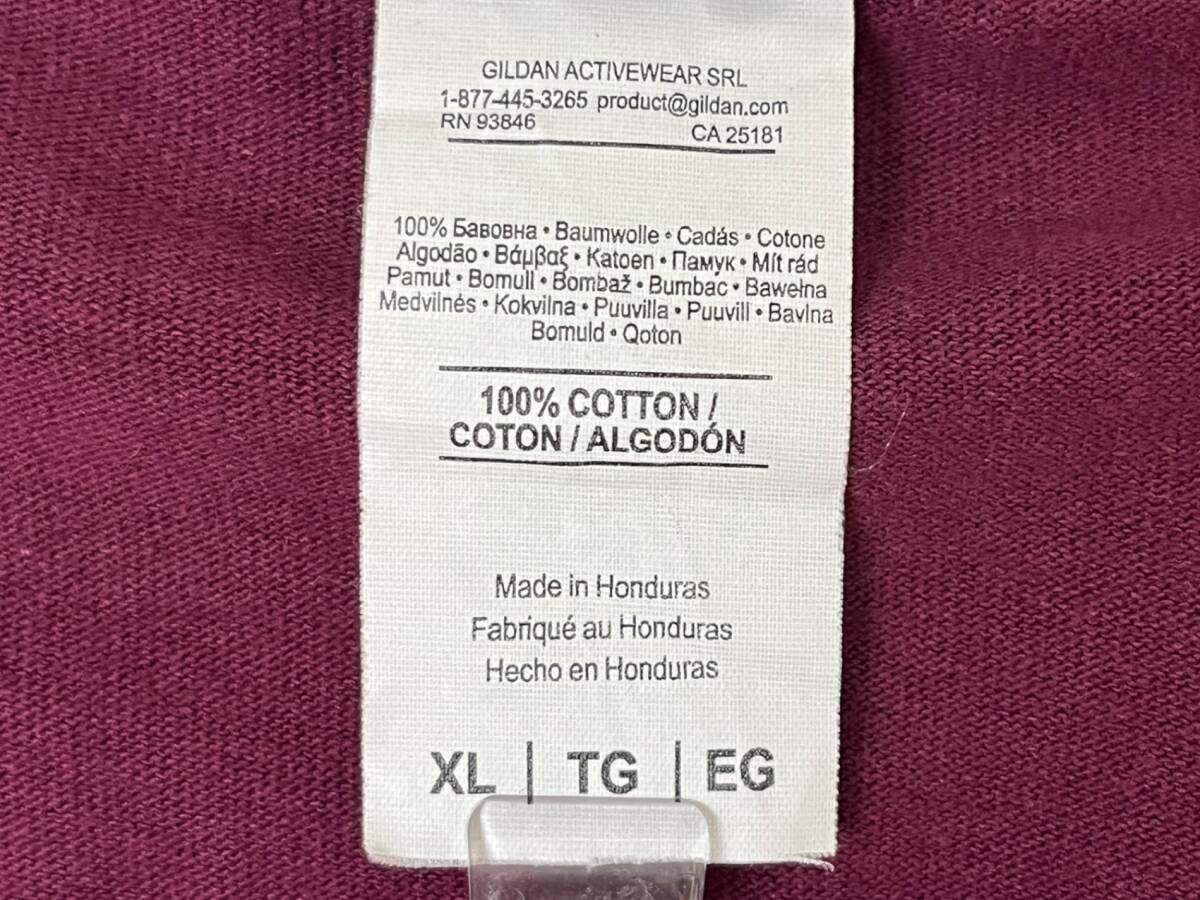 GILDAN ACTIVEWEAR SRL
1-877-445-3265 product@gildan.com
RN 93846 CA 25181
100% Бавовна • Baumwolle • Cadás • Cotone
Algodão • Βάμβαξ • Katoen • Памук • Mít rád
Pamut • Bomull • Bombaž • Bumbac • Bawełna
Medvilnės • Kokvilna • Puuvilla • Puuvill • Bavlna
Bomuld • Qoton
100% COTTON /
COTON / ALGODÓN
Made in Honduras
Fabriqué au Honduras
Hecho en Honduras
XL | TG | EG